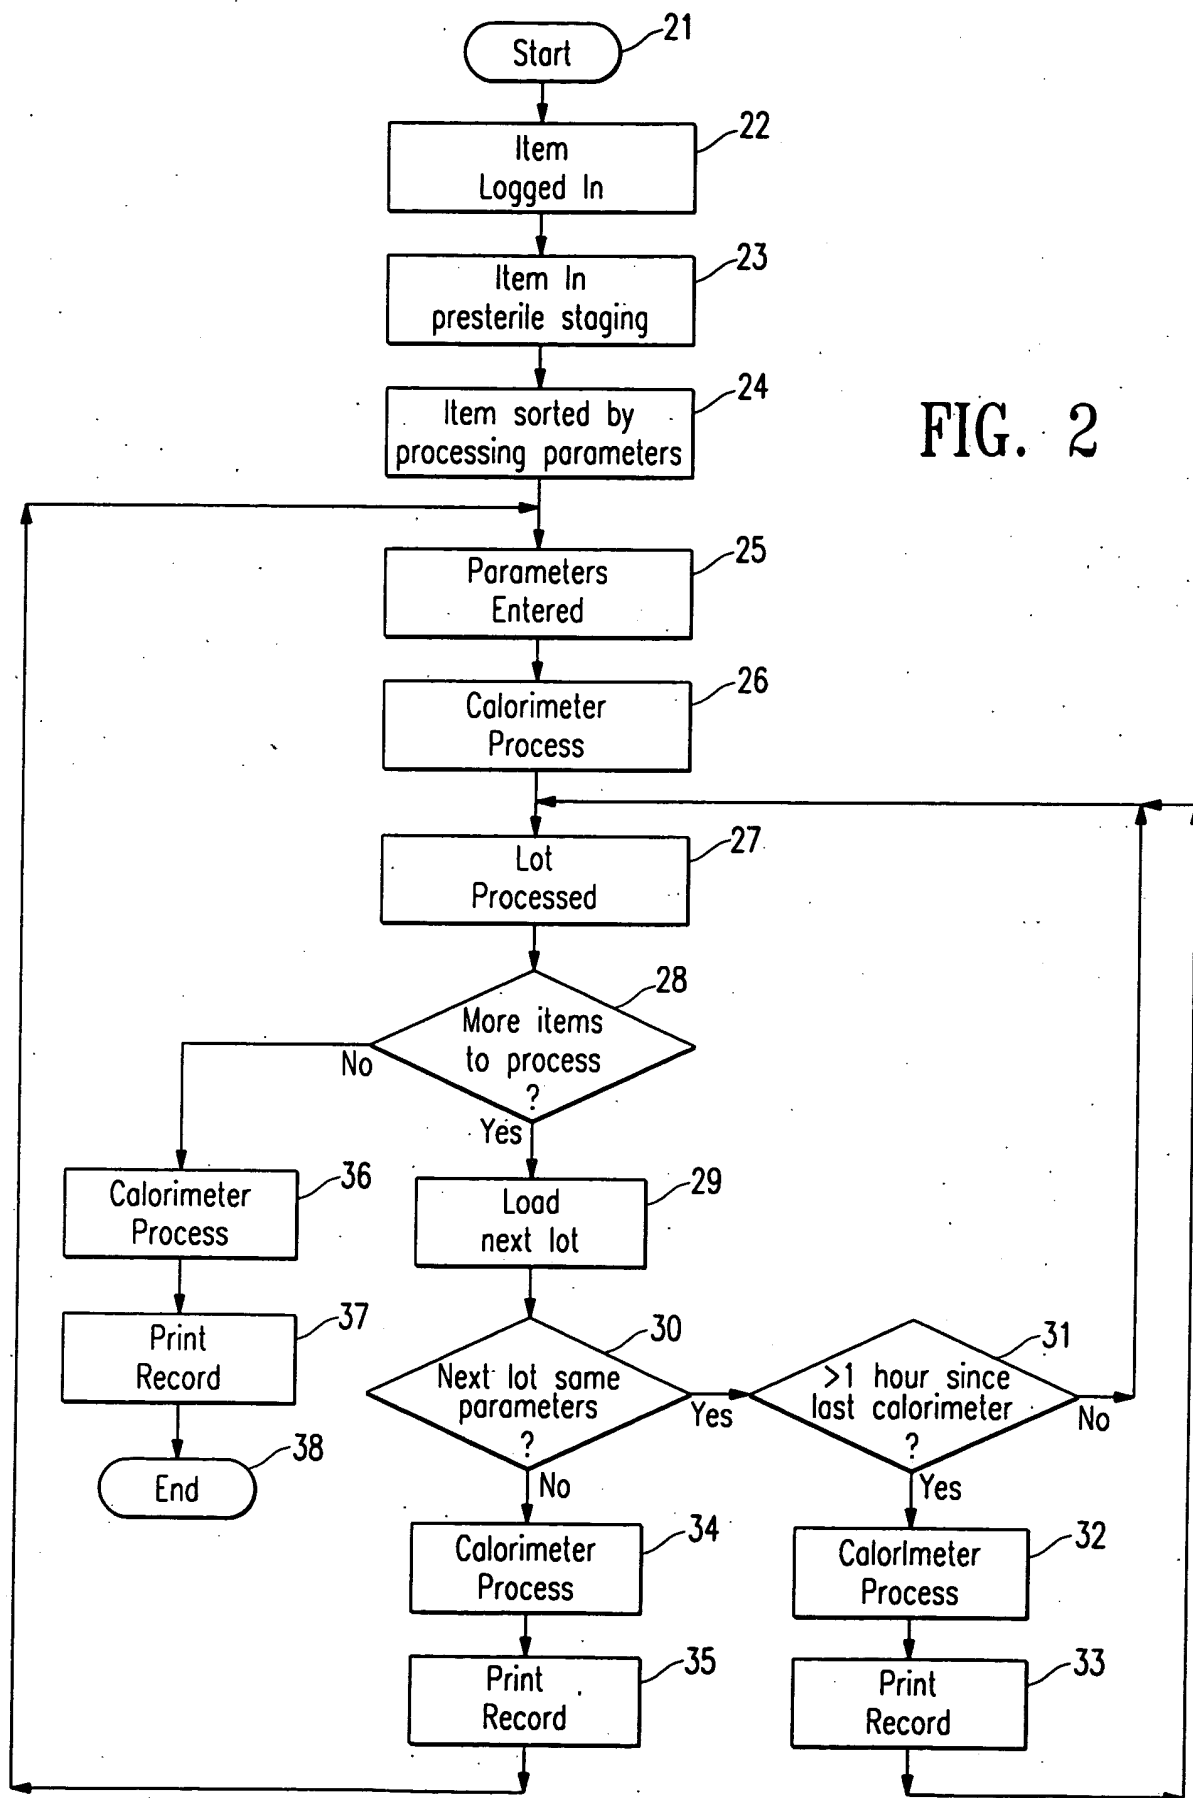 21
Start
22
Item
Logged In
23
Item In
presterile staging
24
Item sorted by
processing parameters
FIG. 2
25
Parameters
Entered
26
Calorimeter
Process
27
Lot
Processed
28
More items
to process
?
No
Yes
36
Calorimeter
Process
29
Load
next lot
37
Print
Record
30
Next lot same
parameters
?
Yes
No
31
>1 hour since
last calorimeter
?
No
Yes
38
End
34
Calorimeter
Process
32
CalorImeter
Process
35
Print
Record
33
Print
Record